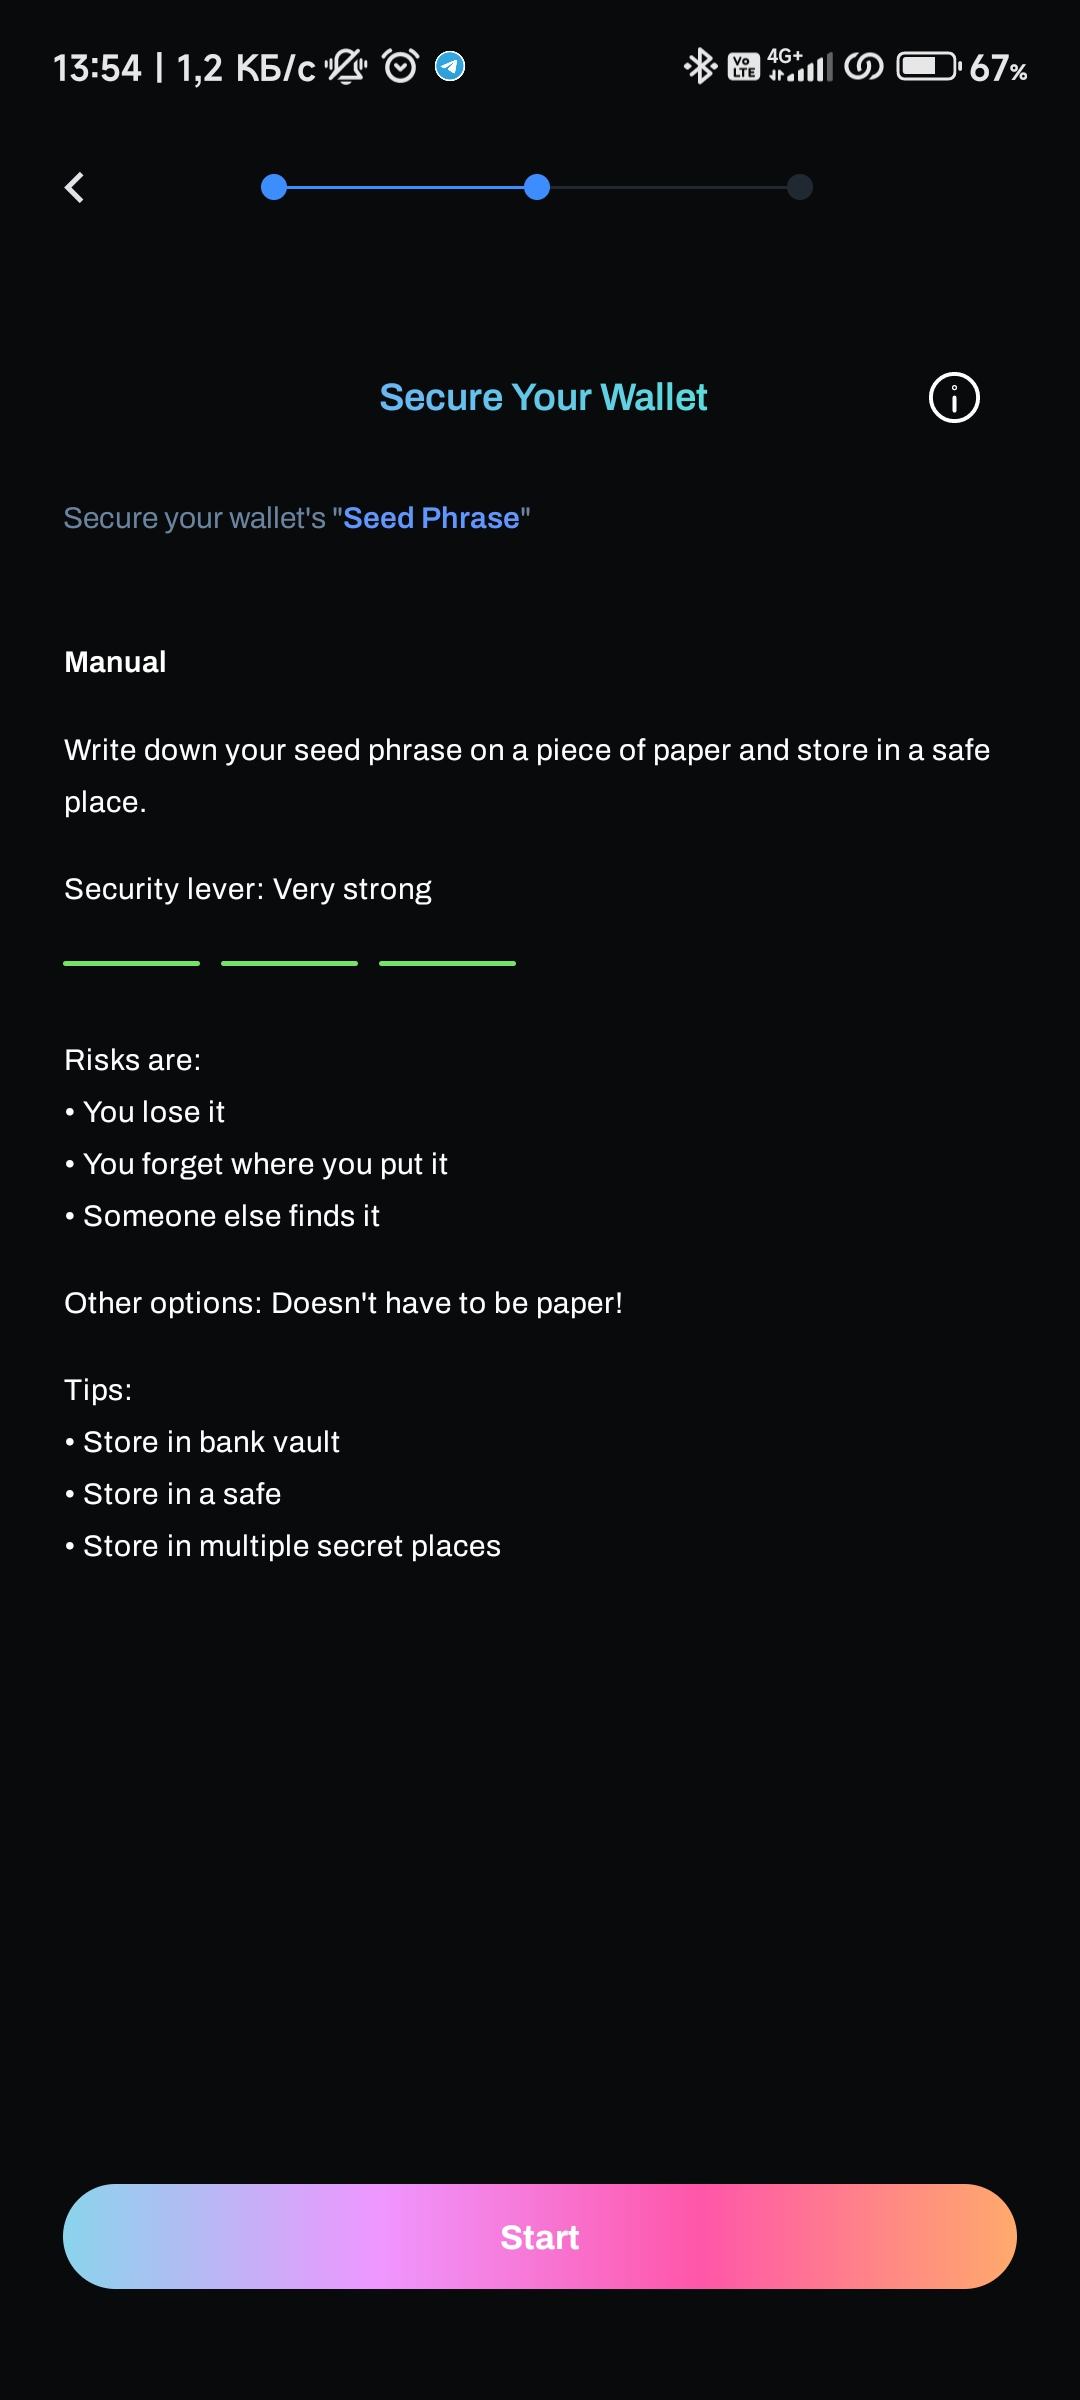 13:54 | 1,2 КБ/с
Vo LTE 4G+ 67%
Secure Your Wallet
Secure your wallet's "Seed Phrase"
Manual
Write down your seed phrase on a piece of paper and store in a safe
place.
Security lever: Very strong
Risks are:
• You lose it
• You forget where you put it
• Someone else finds it
Other options: Doesn't have to be paper!
Tips:
• Store in bank vault
• Store in a safe
• Store in multiple secret places
Start